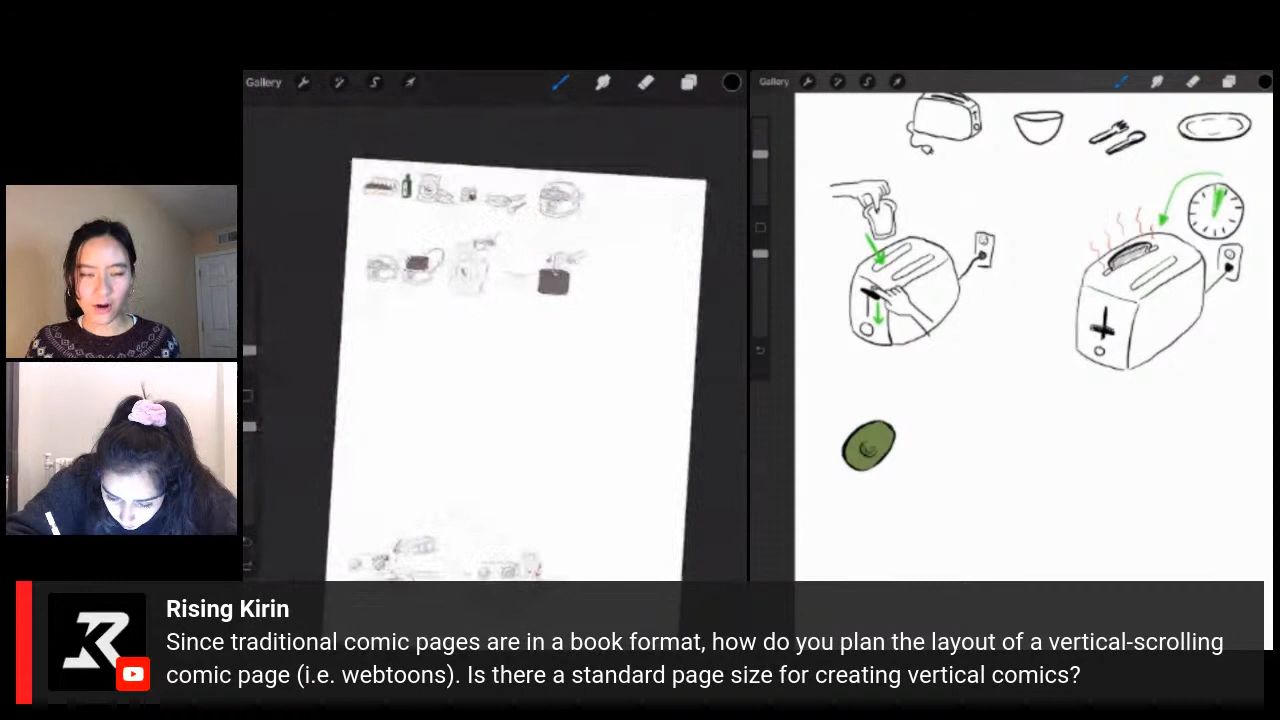 Gallery
Gallery
Rising Kirin
Since traditional comic pages are in a book format, how do you plan the layout of a vertical-scrolling
comic page (i.e. webtoons). Is there a standard page size for creating vertical comics?